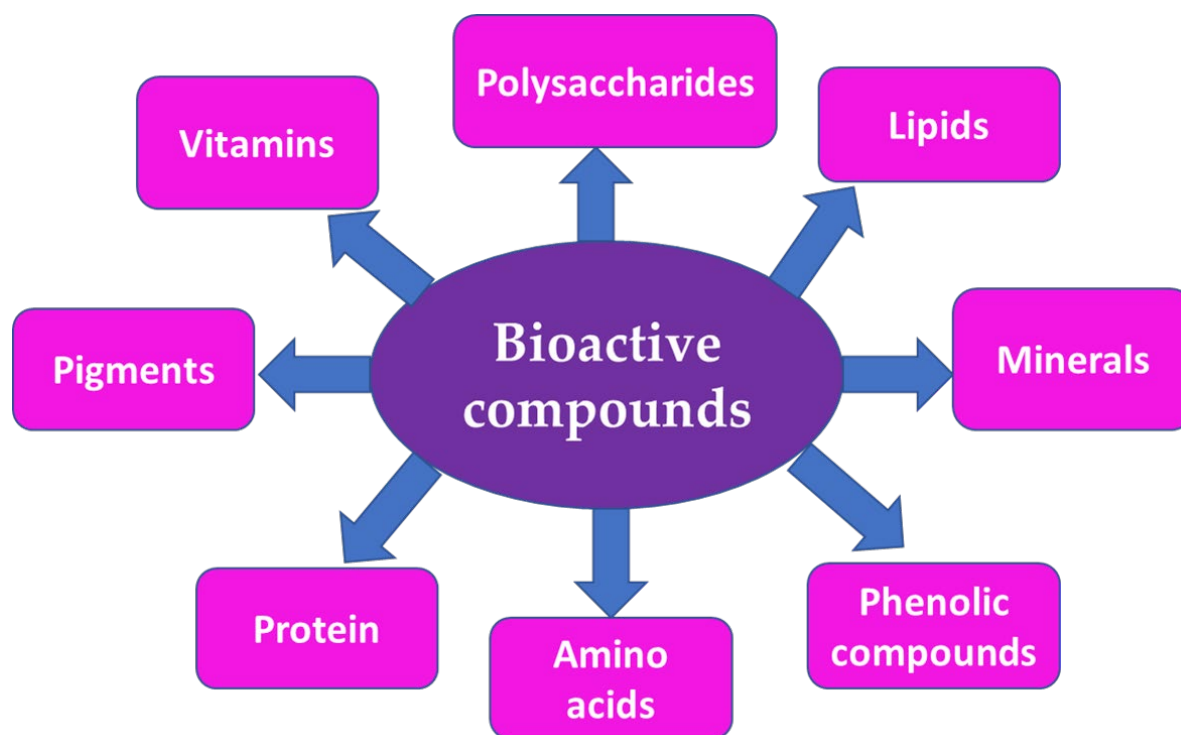 Polysaccharides
Vitamins
Lipids
Bioactive
compounds
Pigments
Minerals
Protein
Amino
acids
Phenolic
compounds